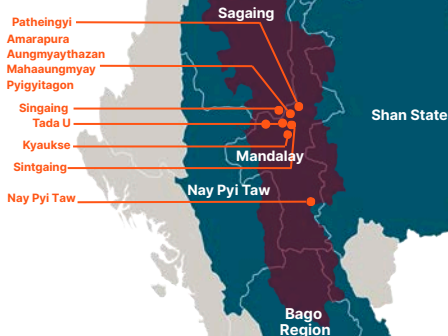 Sagaing
Patheingyi
Amarapura
Aungmyaythazan
Mahaaungmyay
Pyigyitagon
Singaing
Tada U
Kyaukse
Sintgaing
Nay Pyi Taw
Shan State
Mandalay
Nay Pyi Taw
Bago
Region